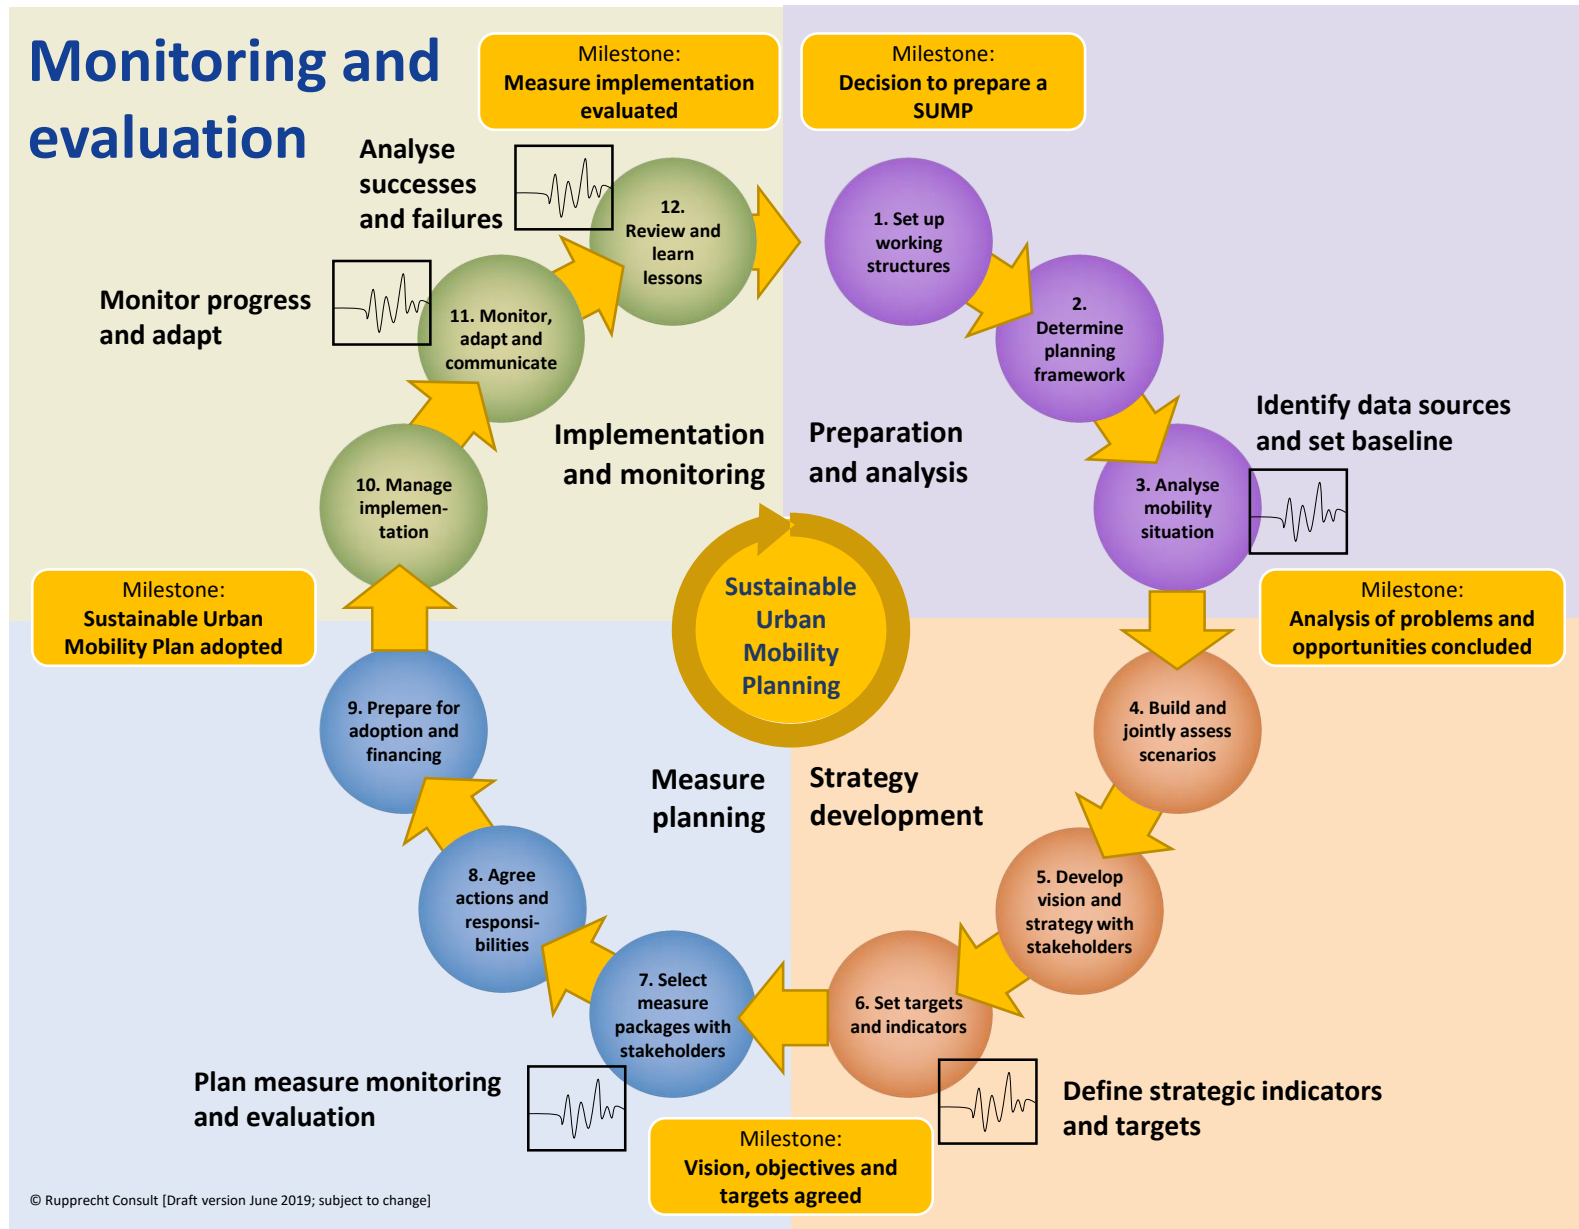 Monitoring and
evaluation
Milestone:
Measure implementation
evaluated
Milestone:
Decision to prepare a
SUMP
Analyse
successes
and failures
12.
Review and
learn
lessons
1. Set up
working
structures
Monitor progress
and adapt
11. Monitor,
adapt and
communicate
2.
Determine
planning
framework
Identify data sources
and set baseline
Implementation
and monitoring
Preparation
and analysis
10. Manage
implemen-
tation
3. Analyse
mobility
situation
Milestone:
Sustainable Urban
Mobility Plan adopted
Sustainable
Urban
Mobility
Planning
Milestone:
Analysis of problems and
opportunities concluded
9. Prepare for
adoption and
financing
4. Build and
jointly assess
scenarios
Measure
planning
Strategy
development
8. Agree
actions and
responsi-
bilities
5. Develop
vision and
strategy with
stakeholders
7. Select
measure
packages with
stakeholders
6. Set targets
and indicators
Plan measure monitoring
and evaluation
Define strategic indicators
and targets
Milestone:
Vision, objectives and
targets agreed
© Rupprecht Consult [Draft version June 2019; subject to change]